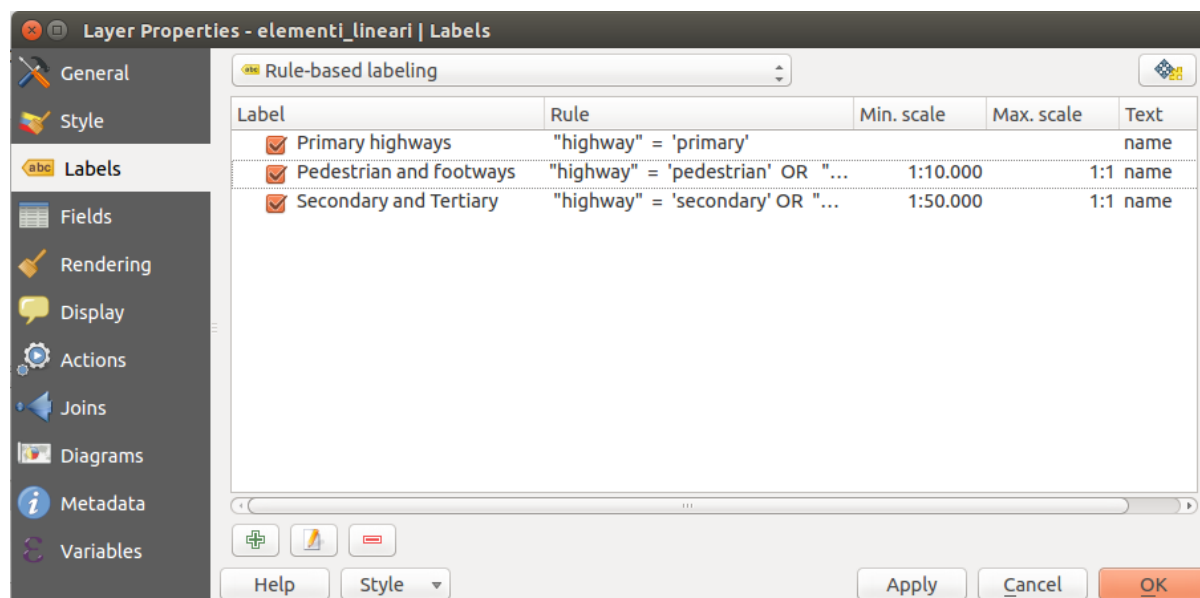 Layer Properties - elementi_lineari | Labels
General
Style
abc Labels
Fields
Rendering
Display
Actions
Joins
Diagrams
Metadata
Variables
abc Rule-based labeling
Label Rule Min. scale Max. scale Text
Primary highways "highway" = 'primary' name
Pedestrian and footways "highway" = 'pedestrian' OR "... 1:10.000 1:1 name
Secondary and Tertiary "highway" = 'secondary' OR "... 1:50.000 1:1 name
Help Style Apply Cancel OK